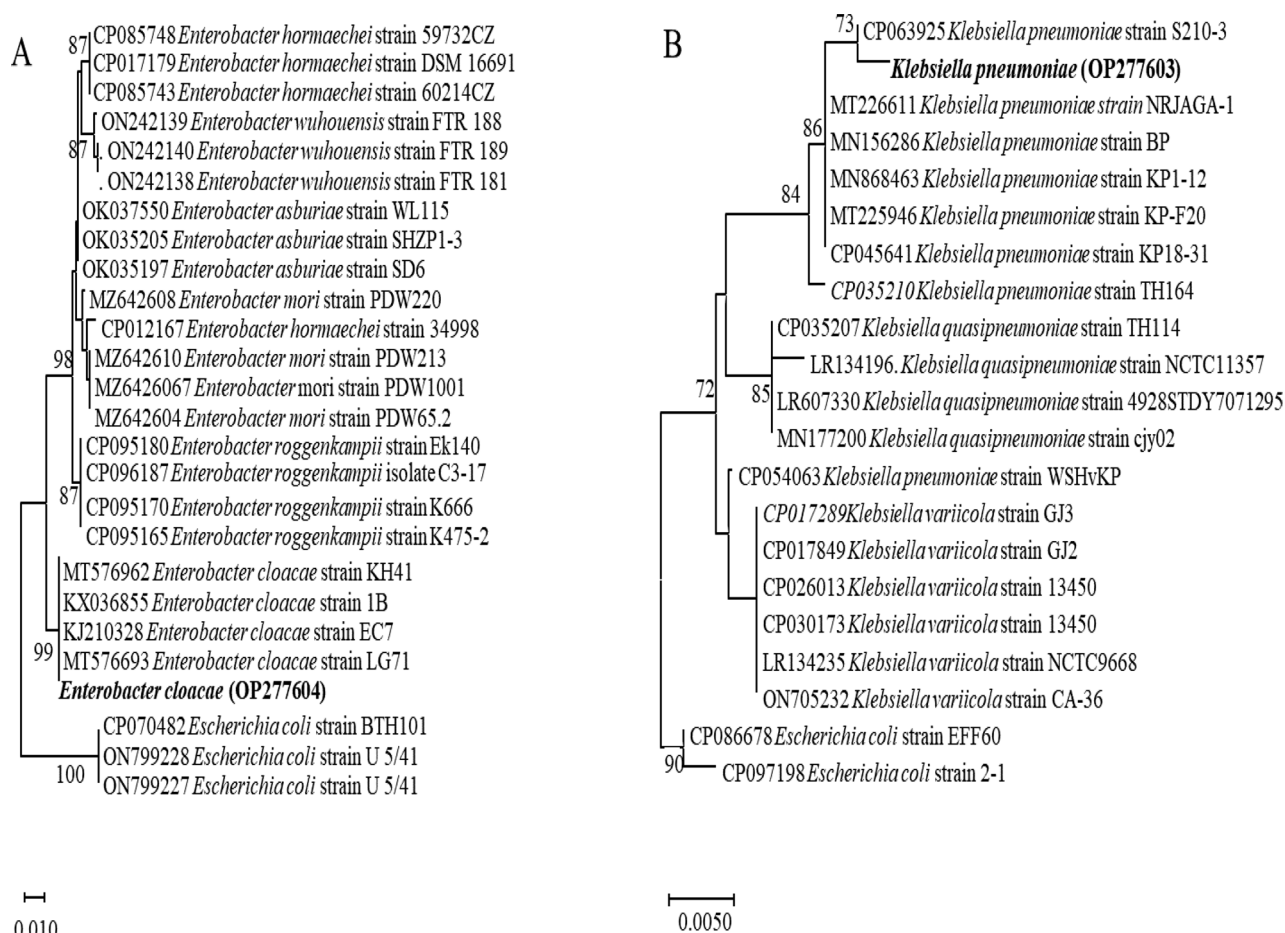 A
87
CP085748 Enterobacter hormaechei strain 59732CZ
CP017179 Enterobacter hormaechei strain DSM 16691
CP085743 Enterobacter hormaechei strain 60214CZ
ON242139 Enterobacter wuhouensis strain FTR 188
87
. ON242140 Enterobacter wuhouensis strain FTR 189
. ON242138 Enterobacter wuhouensis strain FTR 181
OK037550 Enterobacter asburiae strain WL115
OK035205 Enterobacter asburiae strain SHZP1-3
OK035197 Enterobacter asburiae strain SD6
MZ642608 Enterobacter mori strain PDW220
CP012167 Enterobacter hormaechei strain 34998
98
MZ642610 Enterobacter mori strain PDW213
MZ6426067 Enterobacter mori strain PDW1001
MZ642604 Enterobacter mori strain PDW65.2
CP095180 Enterobacter roggenkampii strain Ek140
CP096187 Enterobacter roggenkampii isolate C3-17
87
CP095170 Enterobacter roggenkampii strain K666
CP095165 Enterobacter roggenkampii strain K475-2
MT576962 Enterobacter cloacae strain KH41
KX036855 Enterobacter cloacae strain 1B
KJ210328 Enterobacter cloacae strain EC7
99
MT576693 Enterobacter cloacae strain LG71
Enterobacter cloacae (OP277604)
CP070482 Escherichia coli strain BTH101
ON799228 Escherichia coli strain U 5/41
100
ON799227 Escherichia coli strain U 5/41
0.010
B
73
CP063925 Klebsiella pneumoniae strain S210-3
Klebsiella pneumoniae (OP277603)
MT226611 Klebsiella pneumoniae strain NRJAGA-1
86
MN156286 Klebsiella pneumoniae strain BP
MN868463 Klebsiella pneumoniae strain KP1-12
84
MT225946 Klebsiella pneumoniae strain KP-F20
CP045641 Klebsiella pneumoniae strain KP18-31
CP035210 Klebsiella pneumoniae strain TH164
CP035207 Klebsiella quasipneumoniae strain TH114
LR134196. Klebsiella quasipneumoniae strain NCTC11357
72
85
LR607330 Klebsiella quasipneumoniae strain 4928STDY7071295
MN177200 Klebsiella quasipneumoniae strain cjy02
CP054063 Klebsiella pneumoniae strain WSHvKP
CP017289 Klebsiella variicola strain GJ3
CP017849 Klebsiella variicola strain GJ2
CP026013 Klebsiella variicola strain 13450
CP030173 Klebsiella variicola strain 13450
LR134235 Klebsiella variicola strain NCTC9668
ON705232 Klebsiella variicola strain CA-36
CP086678 Escherichia coli strain EFF60
90
CP097198 Escherichia coli strain 2-1
0.0050